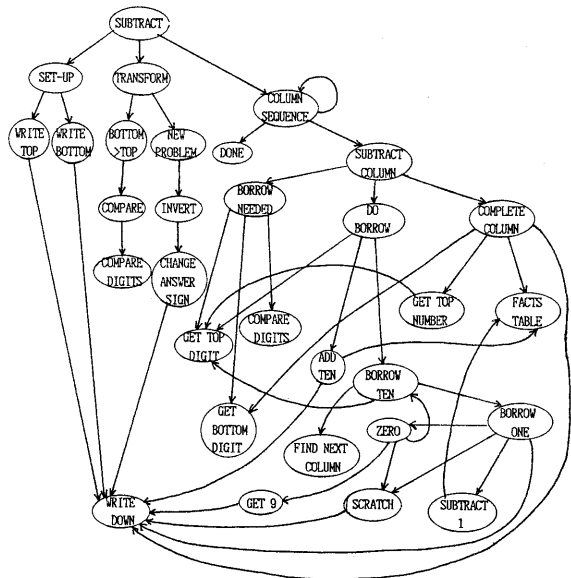 SUBTRACT
SET-UP
TRANSFORM
COLUMN
SEQUENCE
WRITE
TOP
WRITE
BOTTOM
BOTTOM
>TOP
NEW
PROBLEM
DONE
SUBTRACT
COLUMN
BORROW
NEEDED
DO
BORROW
COMPLETE
COLUMN
COMPARE
INVERT
COMPARE
DIGITS
CHANGE
ANSWER
SIGN
GET TOP
DIGIT
COMPARE
DIGITS
GET TOP
NUMBER
FACTS
TABLE
ADD
TEN
BORROW
TEN
GET
BOTTOM
DIGIT
FIND NEXT
COLUMN
ZERO
BORROW
ONE
WRITE
DOWN
GET 9
SCRATCH
SUBTRACT
1